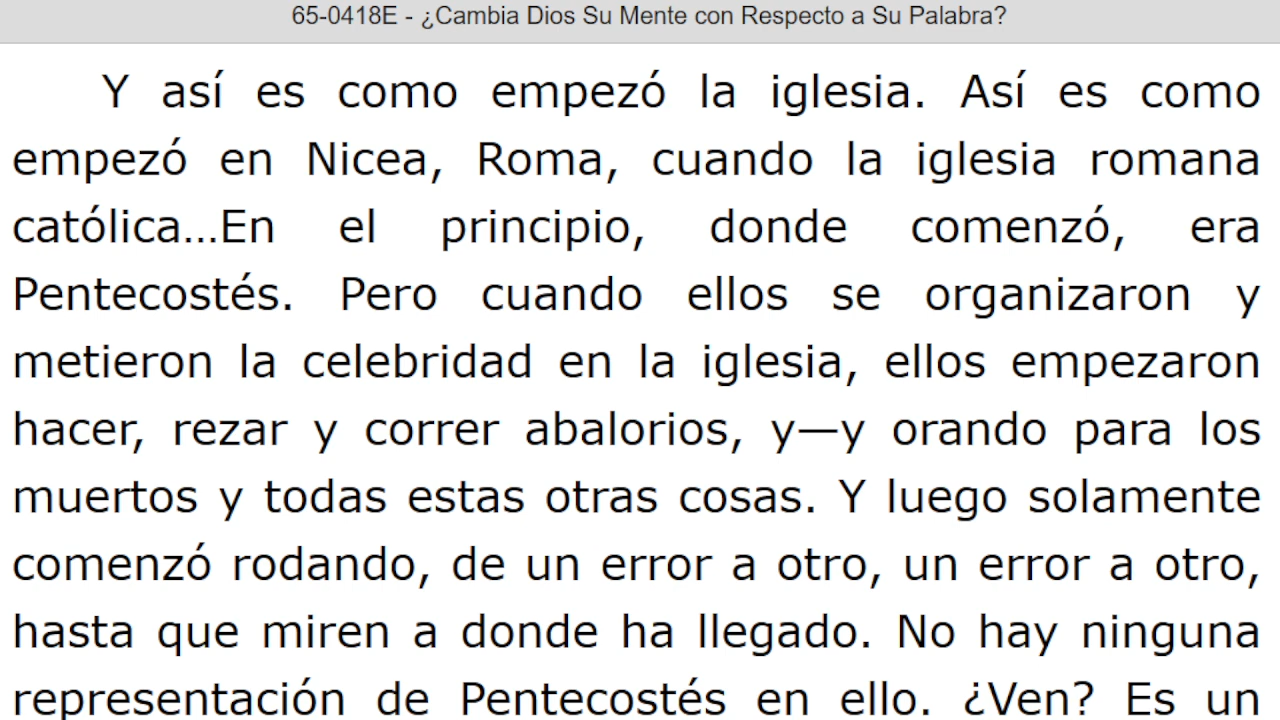 65-0418E - ¿Cambia Dios Su Mente con Respecto a Su Palabra?
Y así es como empezó la iglesia. Así es como
empezó en Nicea, Roma, cuando la iglesia romana
católica...En el principio, donde comenzó, era
Pentecostés. Pero cuando ellos se organizaron y
metieron la celebridad en la iglesia, ellos empezaron
hacer, rezar y correr abalorios, y—y orando para los
muertos y todas estas otras cosas. Y luego solamente
comenzó rodando, de un error a otro, un error a otro,
hasta que miren a donde ha llegado. No hay ninguna
representación de Pentecostés en ello. ¿Ven? Es un